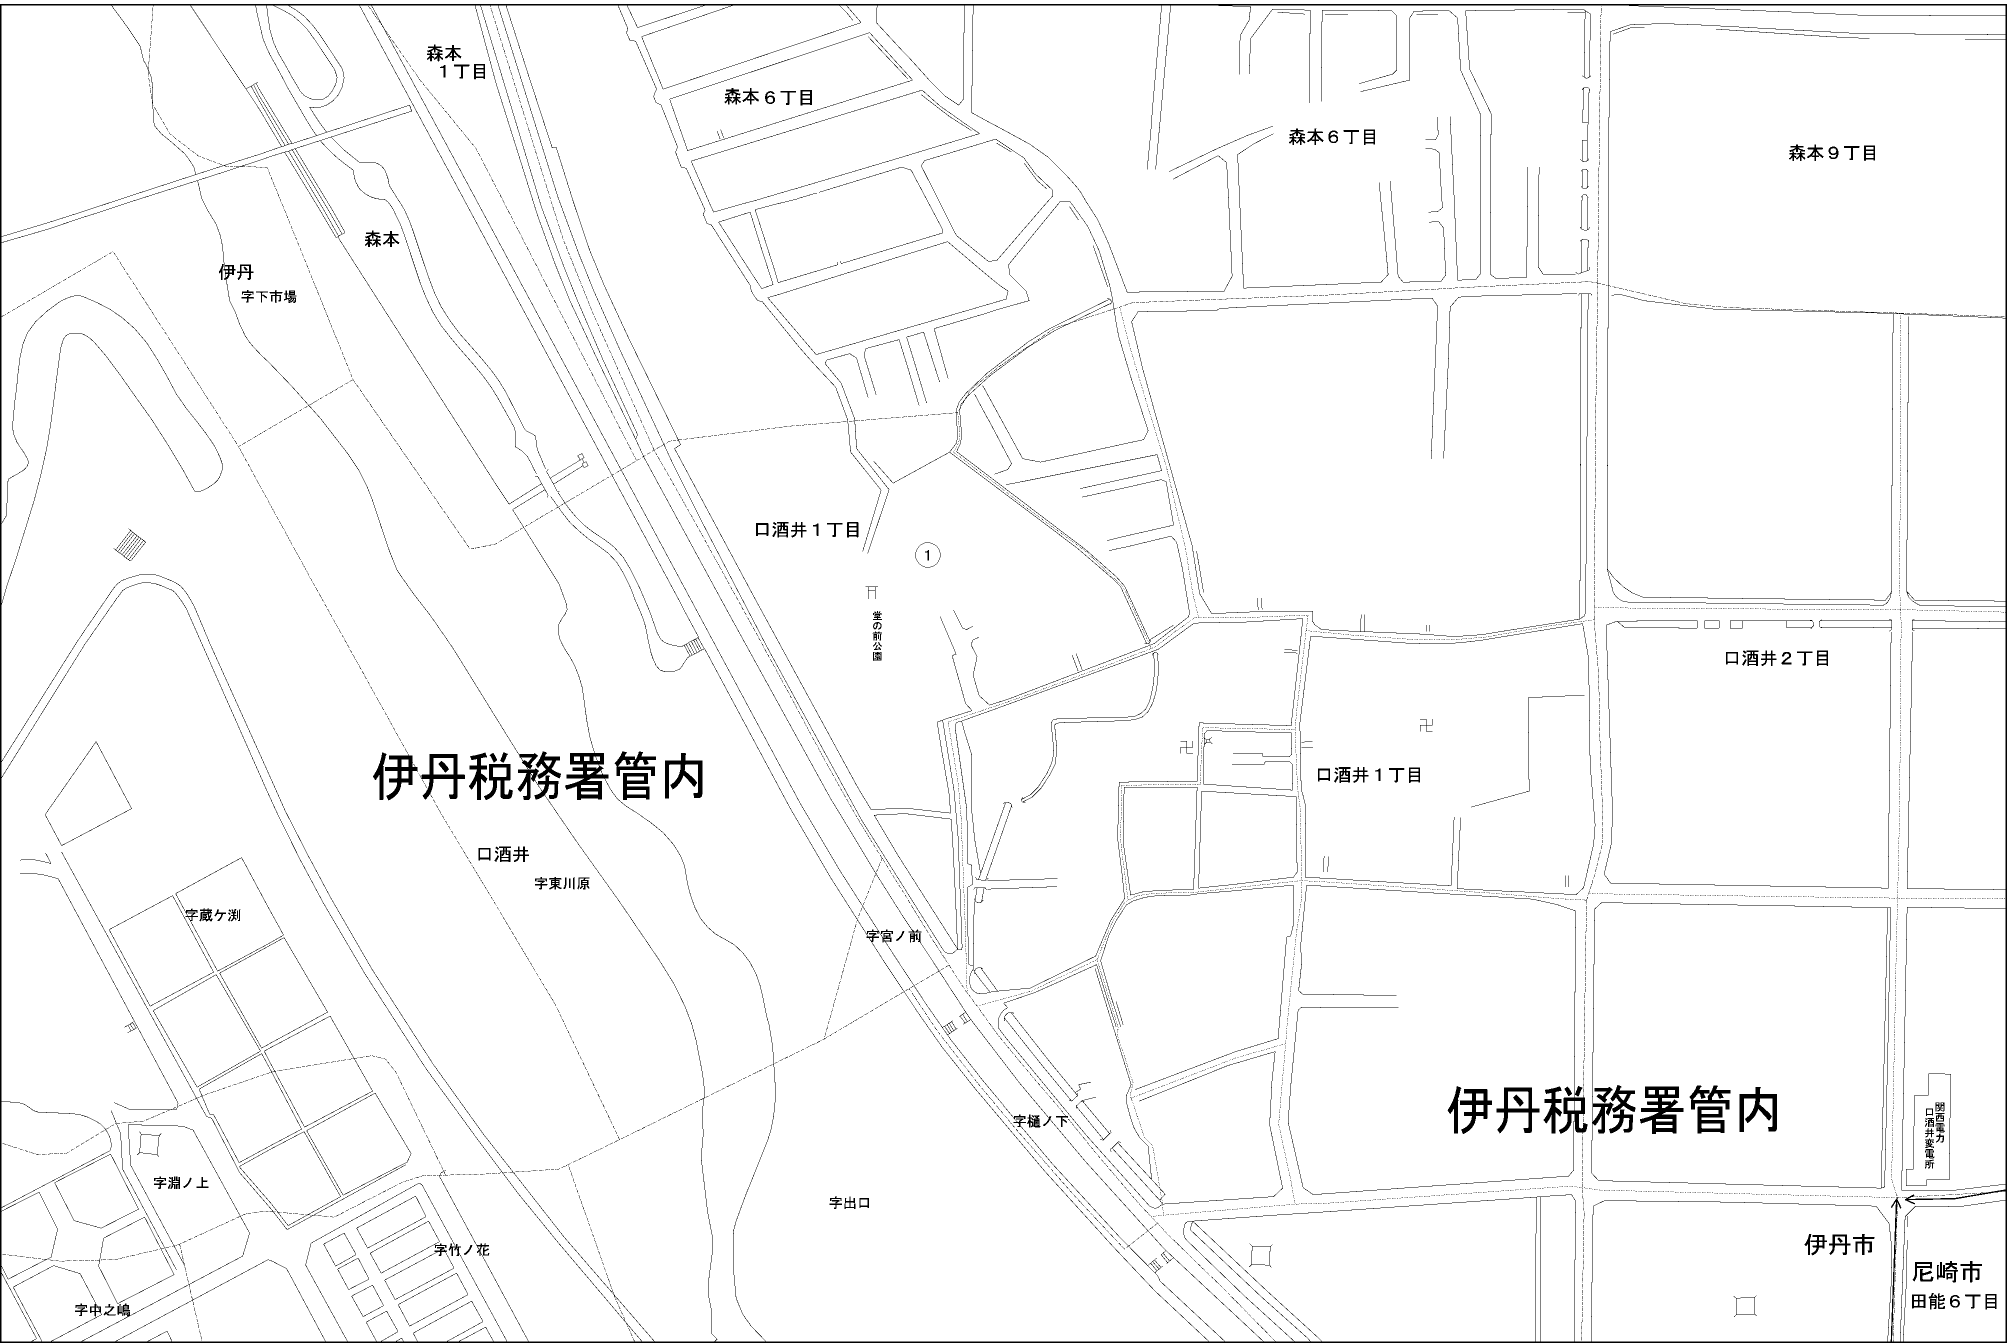 森本
１丁目
森本６丁目
森本６丁目
森本９丁目
森本
伊丹
字下市場
口酒井１丁目
1
堂の前公園
口酒井２丁目
伊丹税務署管内
口酒井１丁目
口酒井
字東川原
字蔵ケ渕
字宮ノ前
伊丹税務署管内
字樋ノ下
関西電力
口酒井変電所
字淵ノ上
字出口
字竹ノ花
伊丹市
尼崎市
田能６丁目
字中之嶋